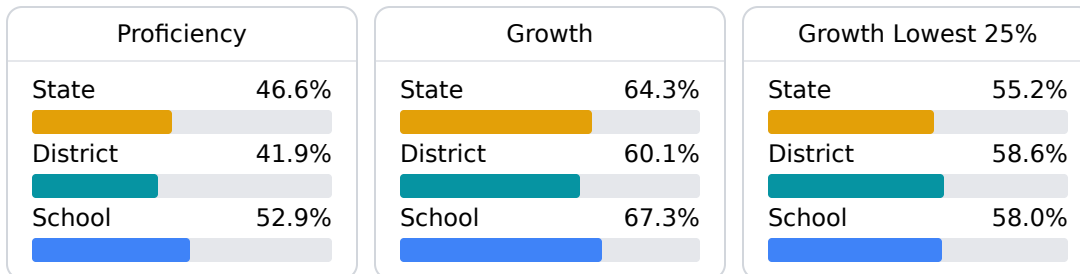 Proficiency
State 46.6%
District 41.9%
School 52.9%
Growth
State 64.3%
District 60.1%
School 67.3%
Growth Lowest 25%
State 55.2%
District 58.6%
School 58.0%